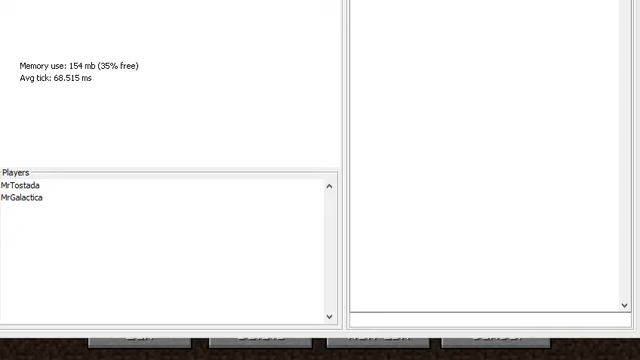 Memory use: 154 mb (35% free)
Avg tick: 68.515 ms
Players
MrTostada
MrGalactica